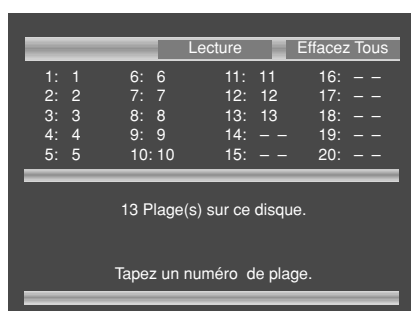 Lecture Effacez Tous
1: 1 6: 6 11: 11 16: – –
2: 2 7: 7 12: 12 17: – –
3: 3 8: 8 13: 13 18: – –
4: 4 9: 9 14: – – 19: – –
5: 5 10: 10 15: – – 20: – –
13 Plage(s) sur ce disque.
Tapez un numéro de plage.